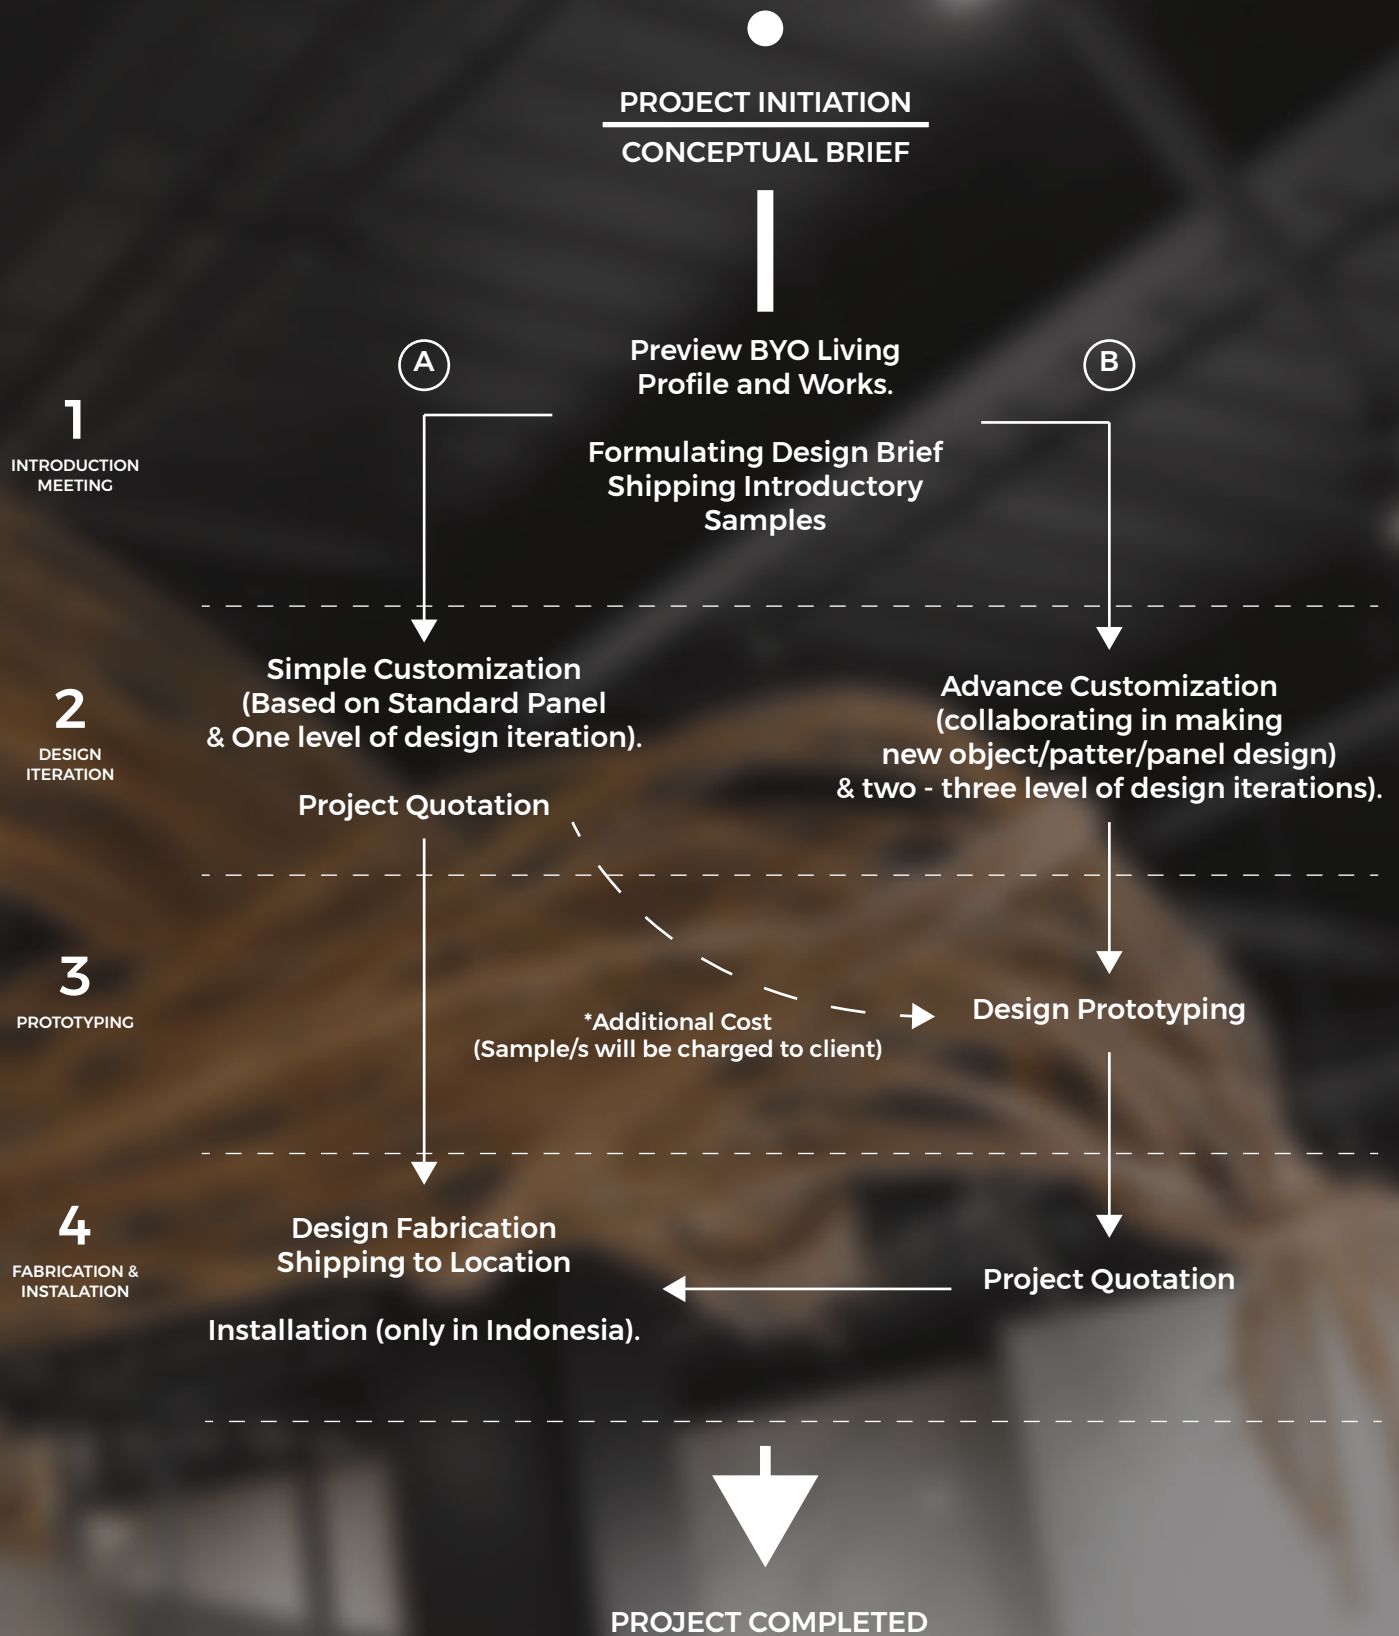 PROJECT INITIATION
CONCEPTUAL BRIEF
A
Preview BYO Living
Profile and Works.
B
1
INTRODUCTION
MEETING
Formulating Design Brief
Shipping Introductory
Samples
2
DESIGN
ITERATION
Simple Customization
(Based on Standard Panel
& One level of design iteration).
Project Quotation
Advance Customization
(collaborating in making
new object/patter/panel design)
& two - three level of design iterations).
3
PROTOTYPING
*Additional Cost
(Sample/s will be charged to client)
Design Prototyping
4
FABRICATION &
INSTALATION
Design Fabrication
Shipping to Location
Installation (only in Indonesia).
Project Quotation
PROJECT COMPLETED